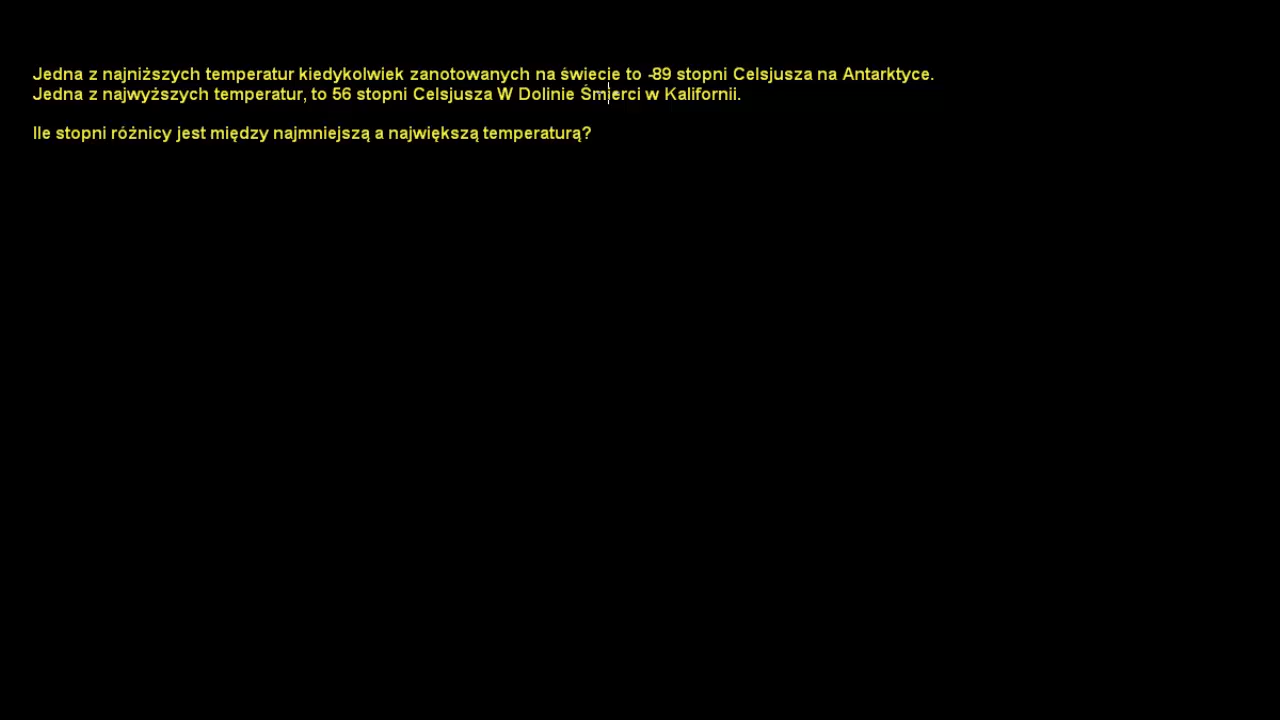 Jedna z najniższych temperatur kiedykolwiek zanotowanych na świecie to -89 stopni Celsjusza na Antarktyce.
Jedna z najwyższych temperatur, to 56 stopni Celsjusza W Dolinie Śmierci w Kalifornii.
Ile stopni różnicy jest między najmniejszą a największą temperaturą?